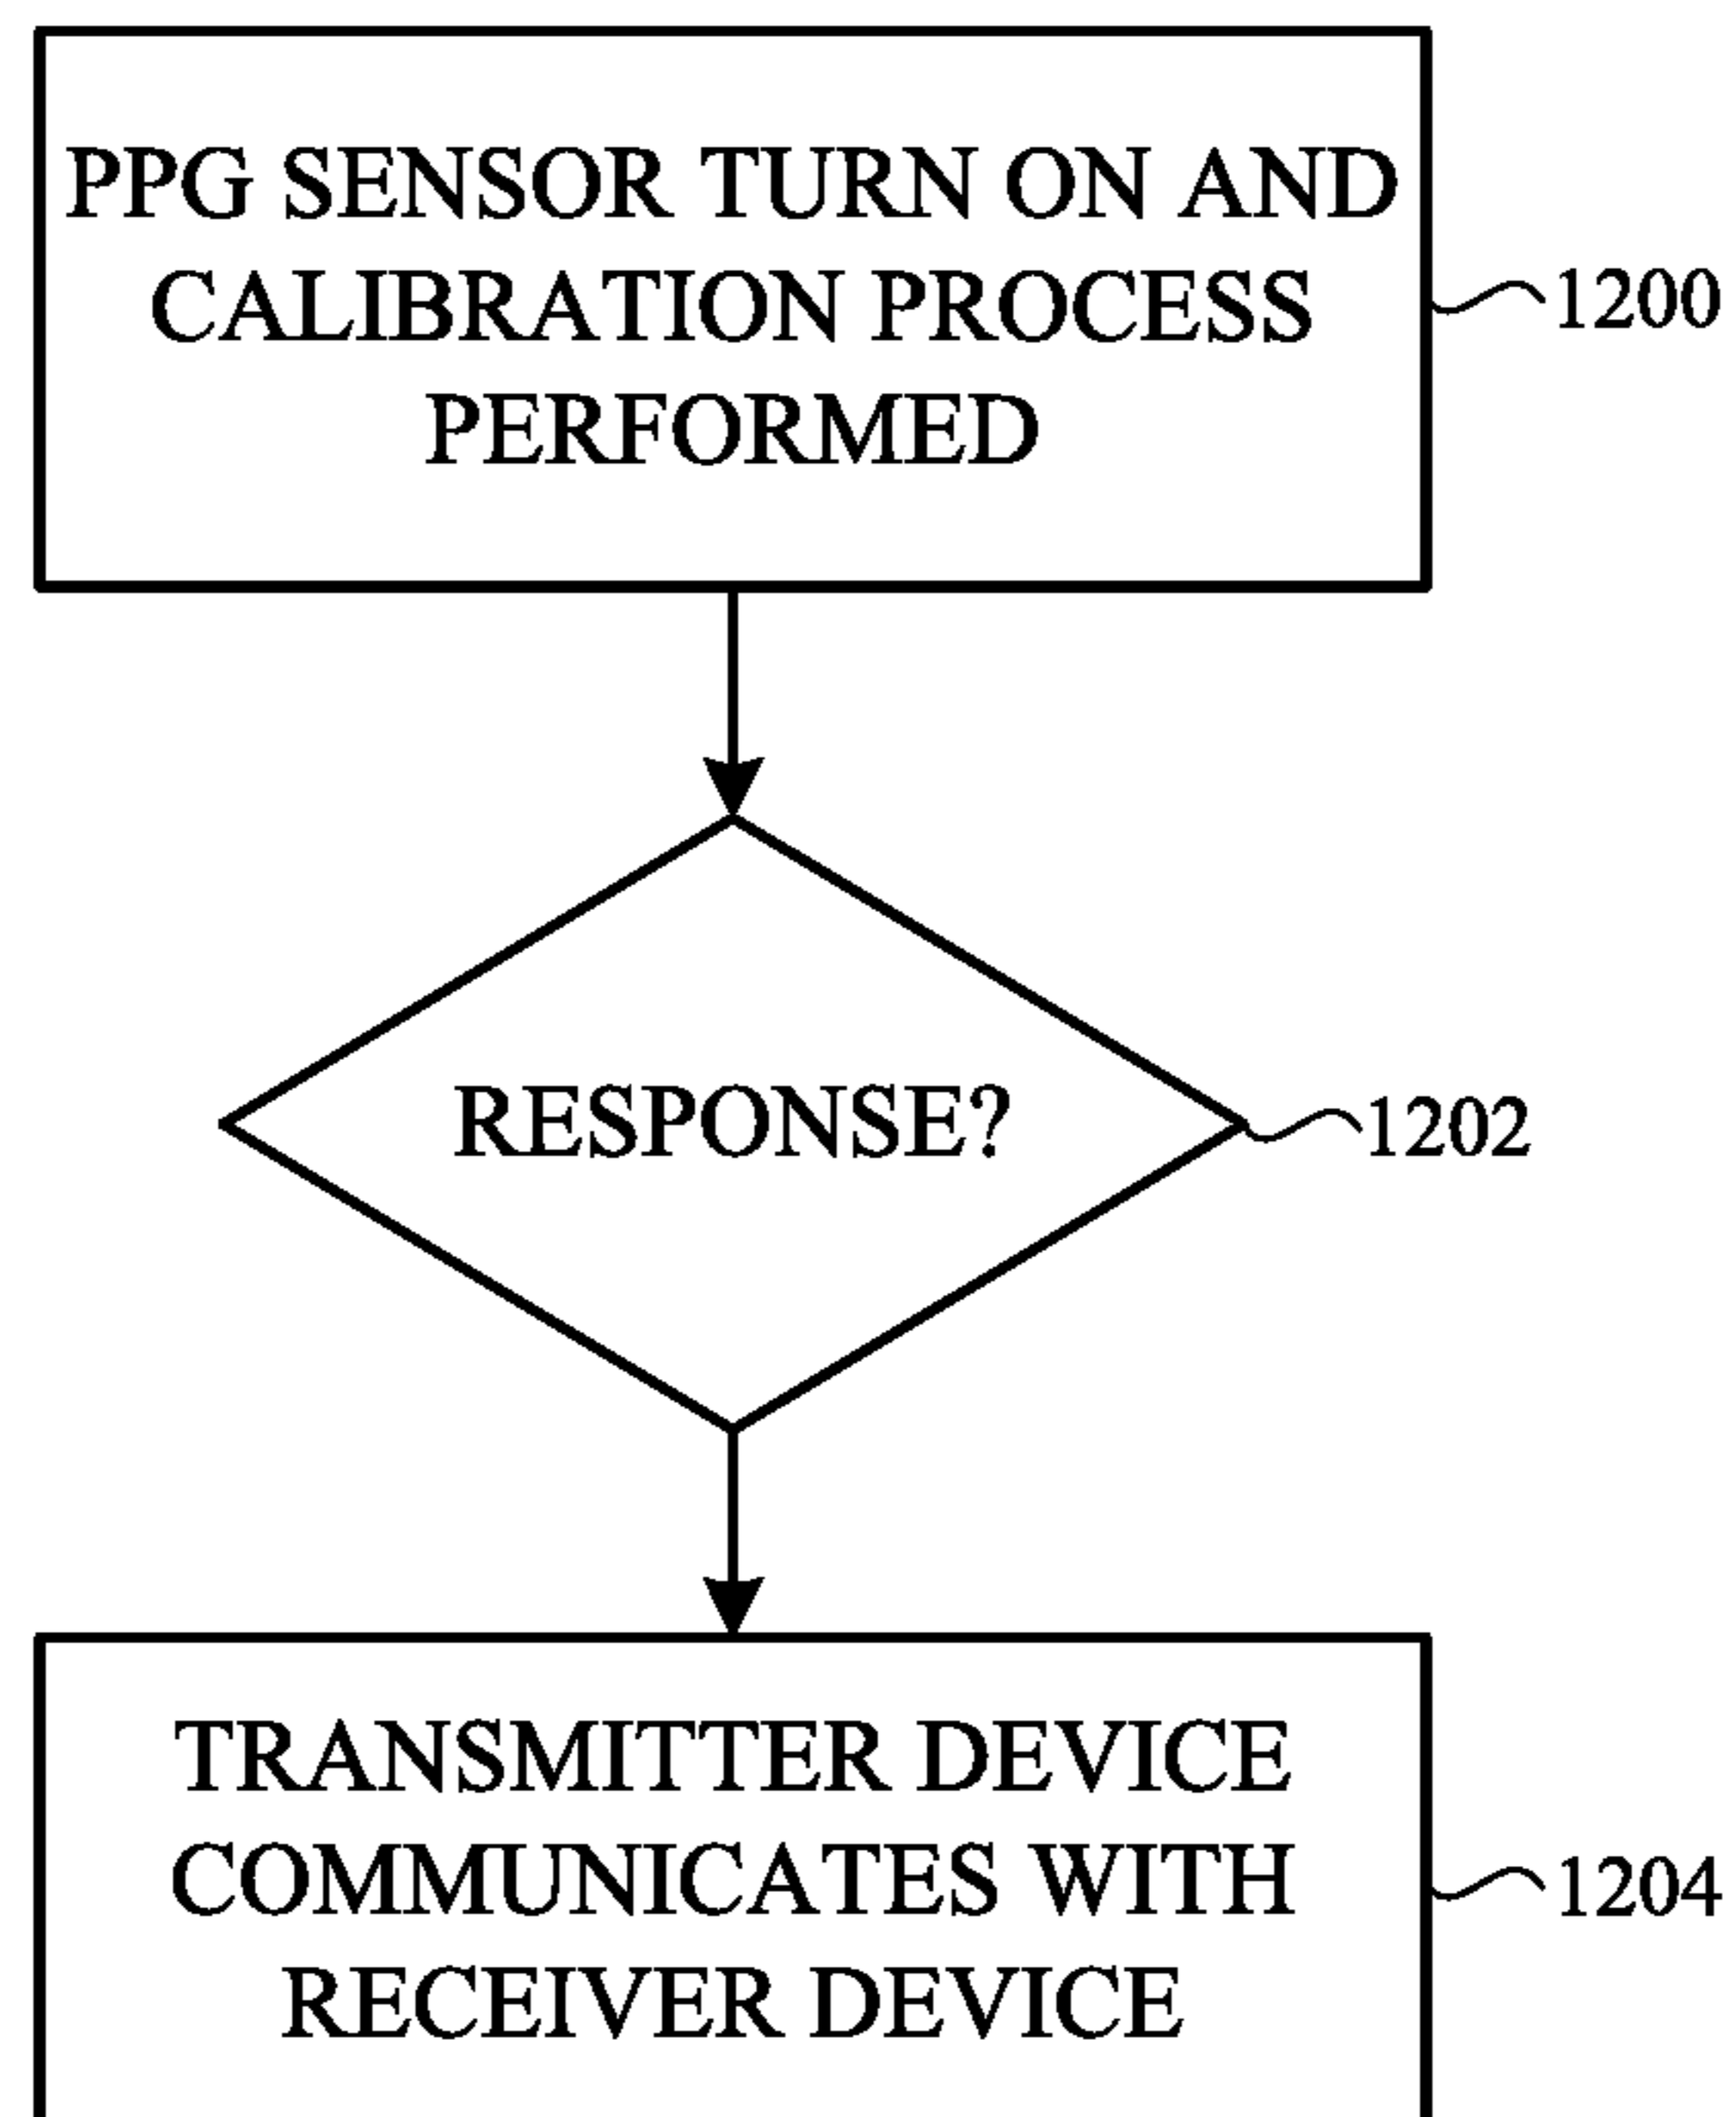 PPG SENSOR TURN ON AND
CALIBRATION PROCESS
PERFORMED
1200
RESPONSE?
1202
TRANSMITTER DEVICE
COMMUNICATES WITH
RECEIVER DEVICE
1204